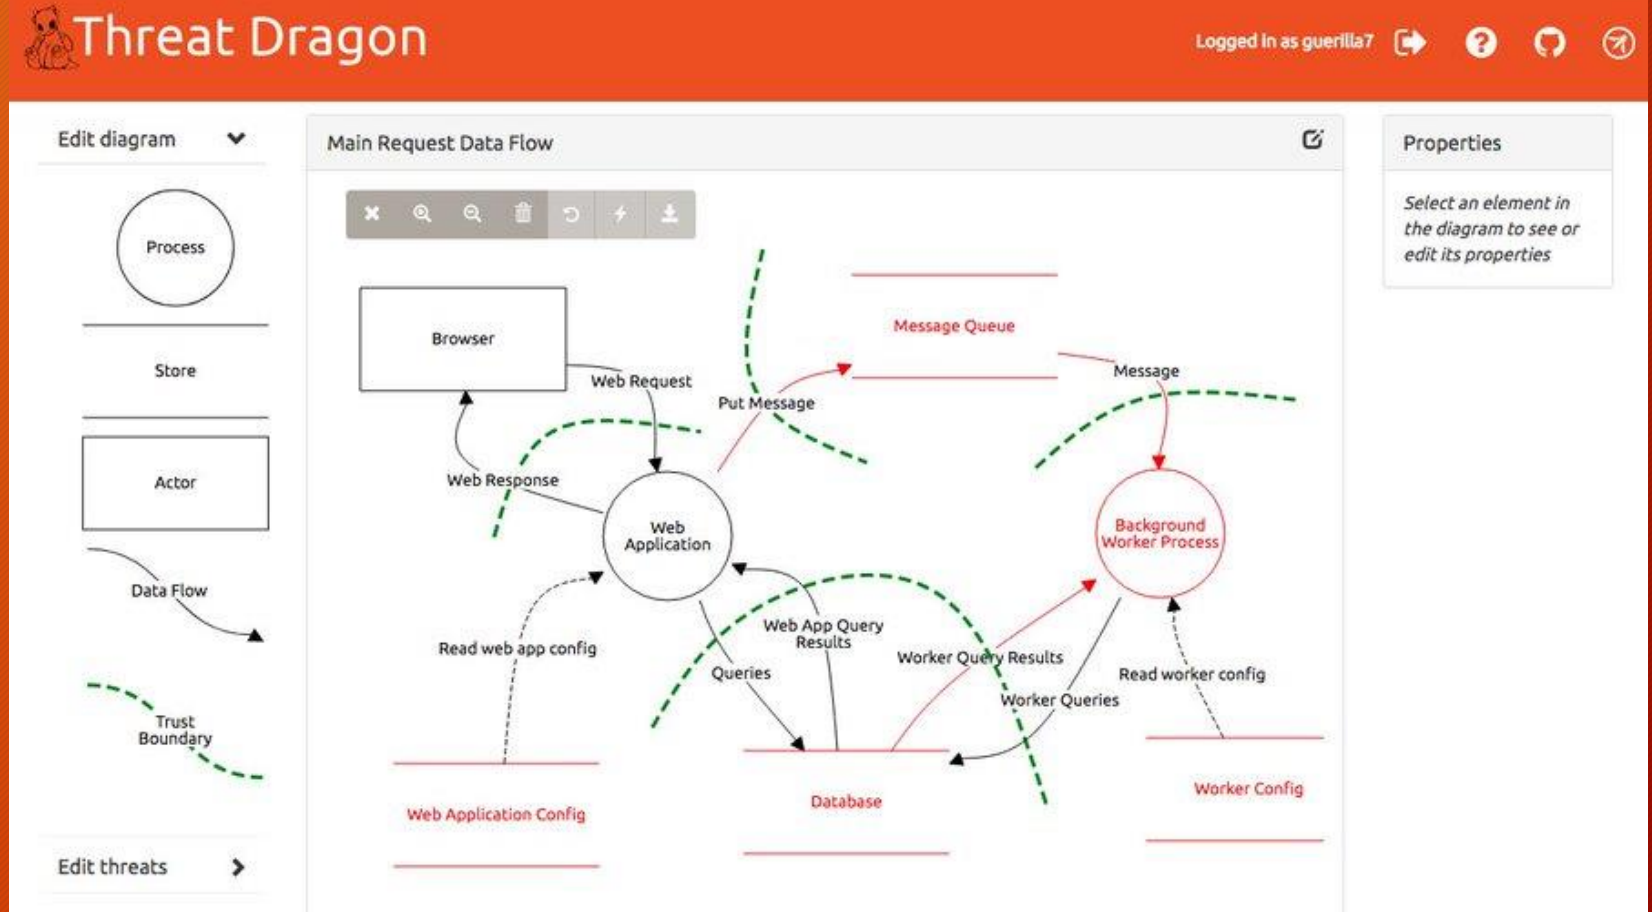 Threat Dragon
Logged in as guerilla7
Edit diagram
Process
Store
Actor
Data Flow
Trust
Boundary
Edit threats
Main Request Data Flow
Browser
Message Queue
Web Request
Message
Put Message
Web Response
Web
Application
Background
Worker Process
Web App Query
Results
Read web app config
Worker Query Results
Queries
Read worker config
Worker Queries
Worker Config
Database
Web Application Config
Properties
Select an element in
the diagram to see or
edit its properties